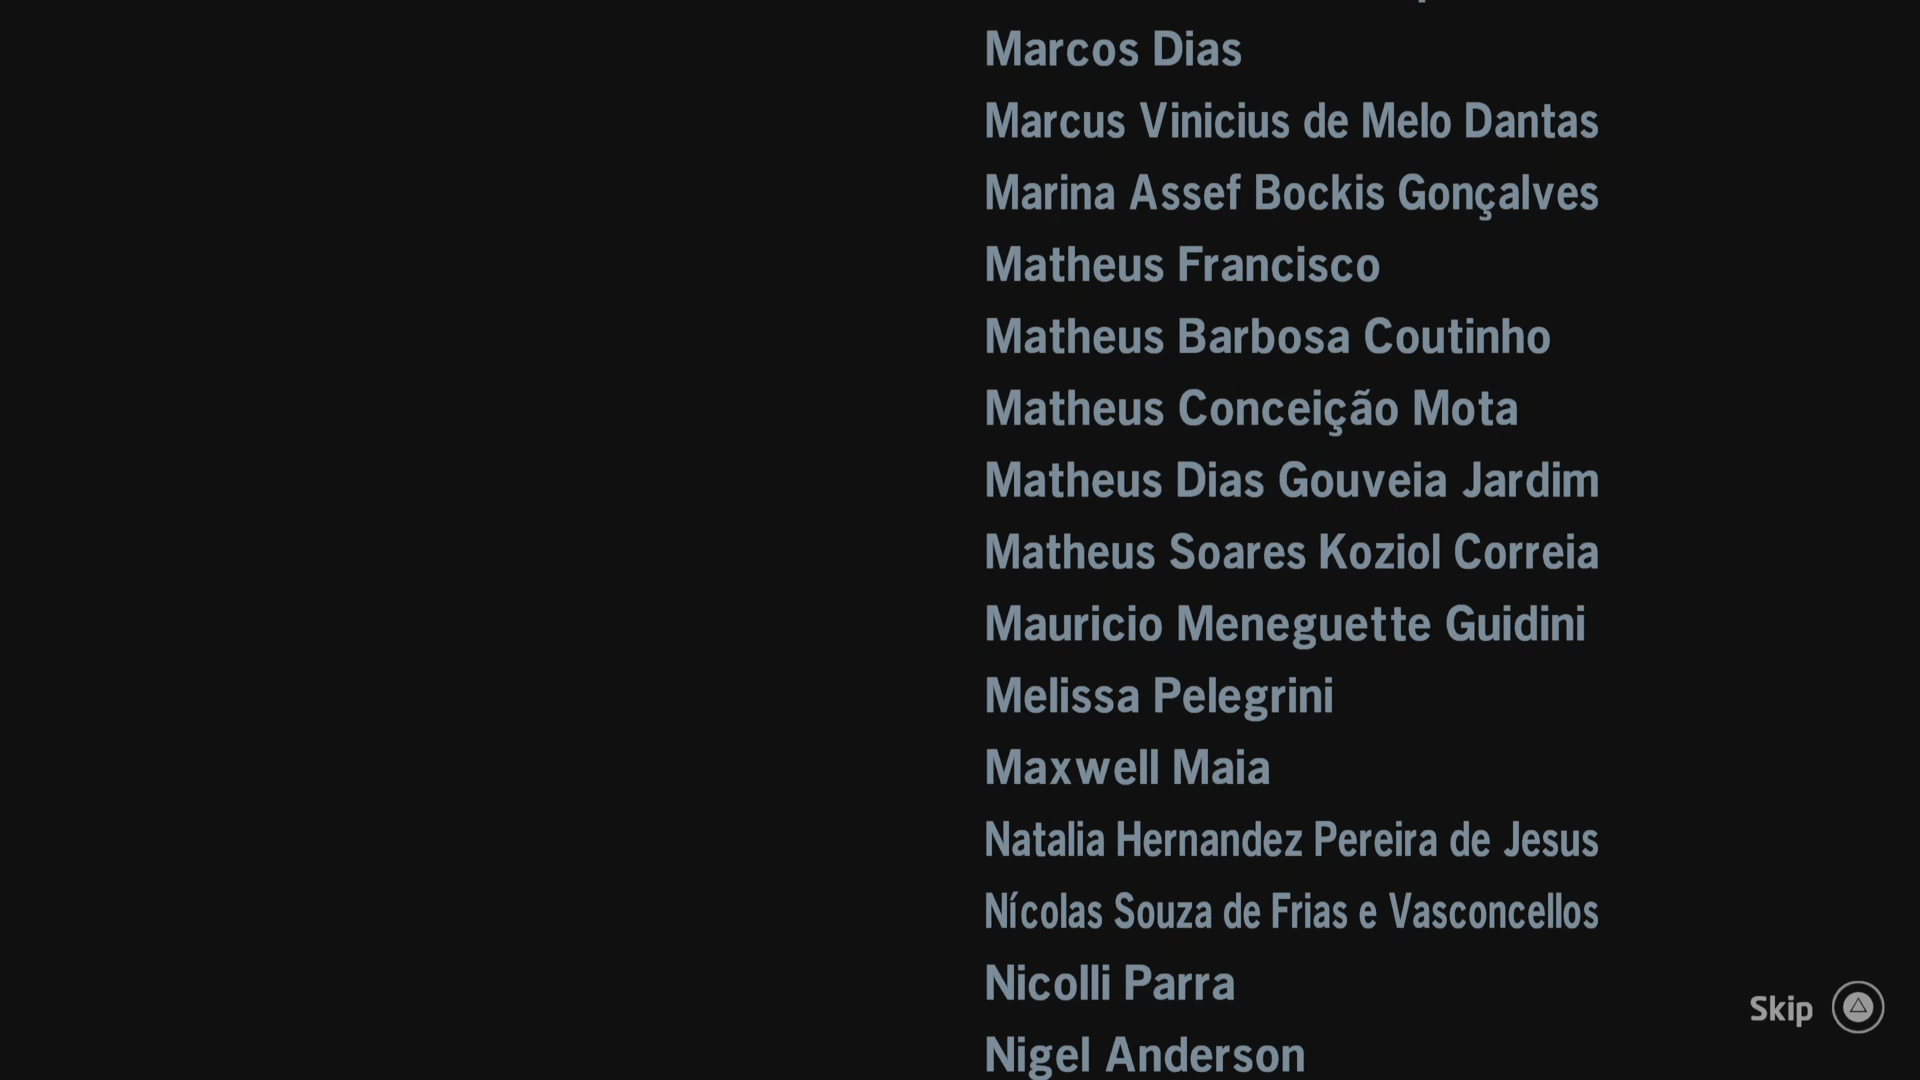 Marcos Dias
Marcus Vinicius de Melo Dantas
Marina Assef Bockis Gonçalves
Matheus Francisco
Matheus Barbosa Coutinho
Matheus Conceição Mota
Matheus Dias Gouveia Jardim
Matheus Soares Koziol Correia
Mauricio Meneguette Guidini
Melissa Pelegrini
Maxwell Maia
Natalia Hernandez Pereira de Jesus
Nícolas Souza de Frias e Vasconcellos
Nicolli Parra
Skip
Nigel Anderson